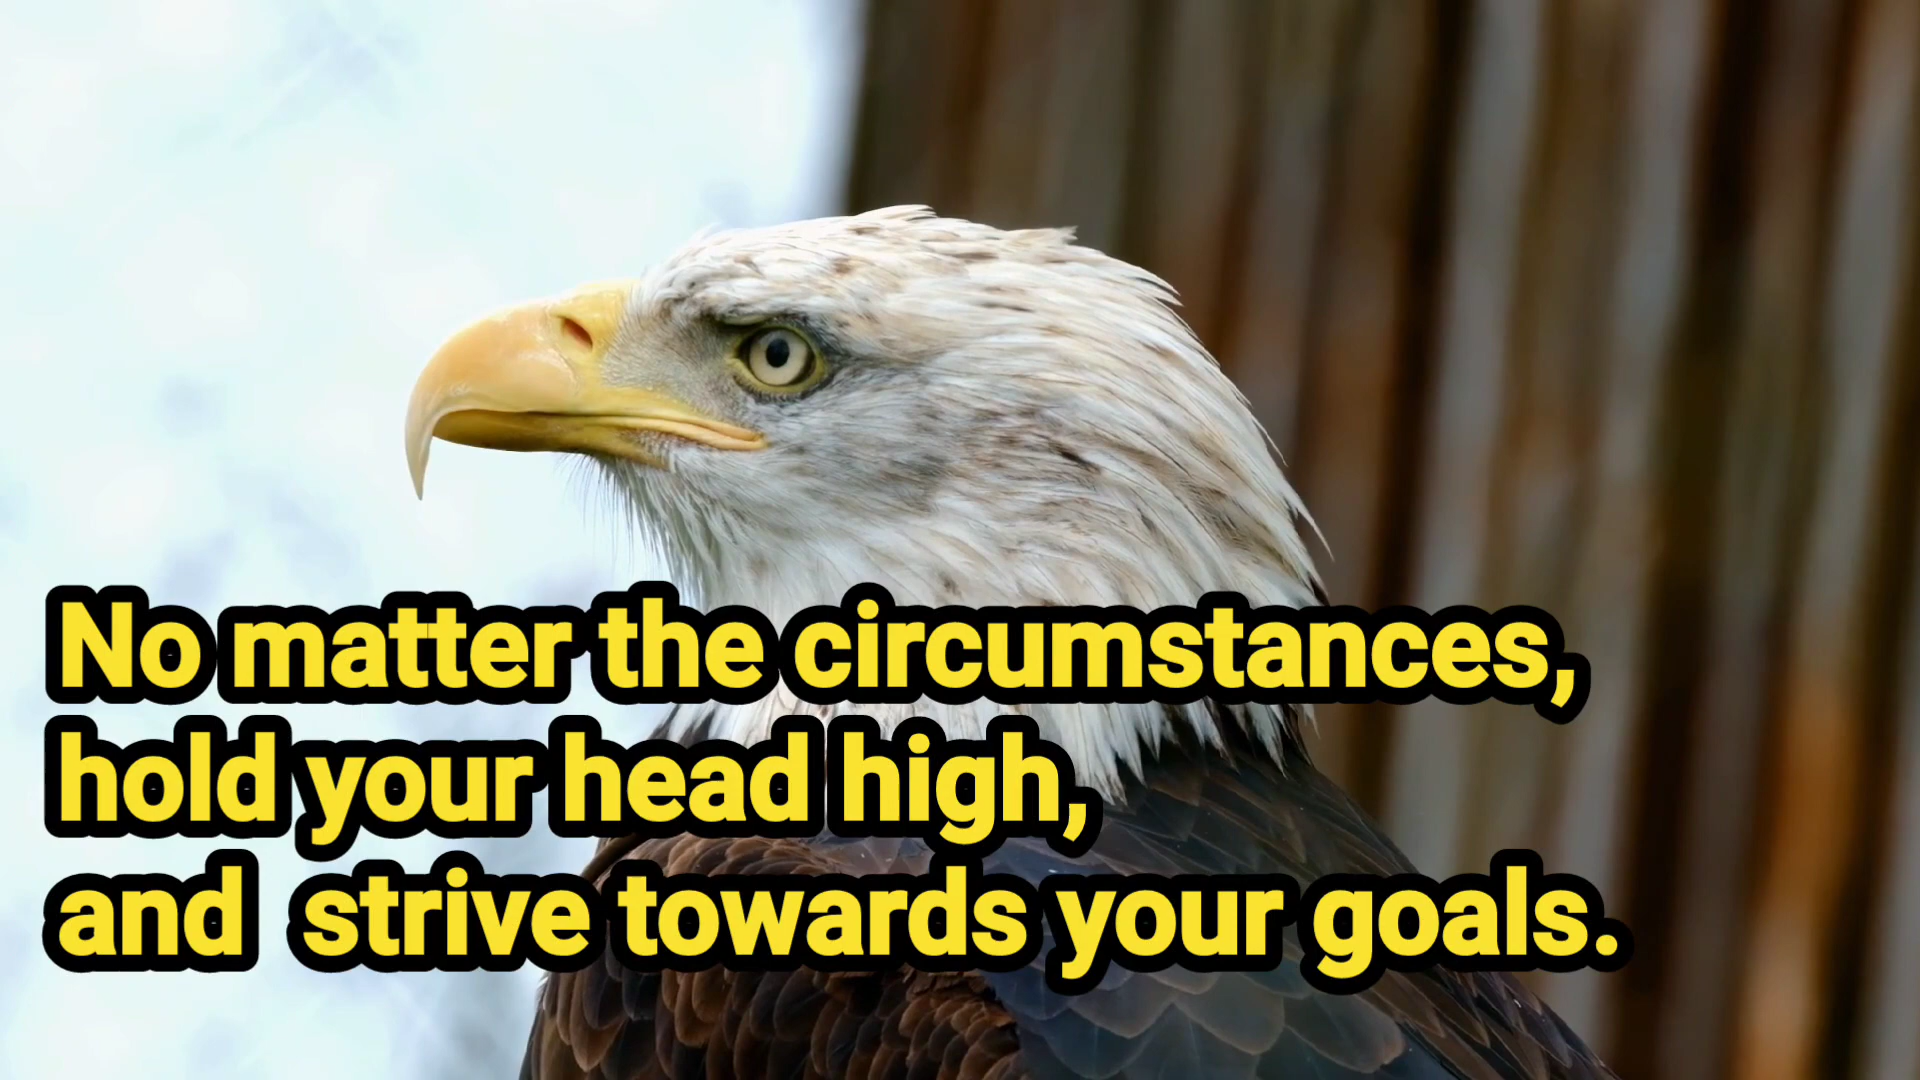 No matter the circumstances,
hold your head high,
and  strive towards your goals.